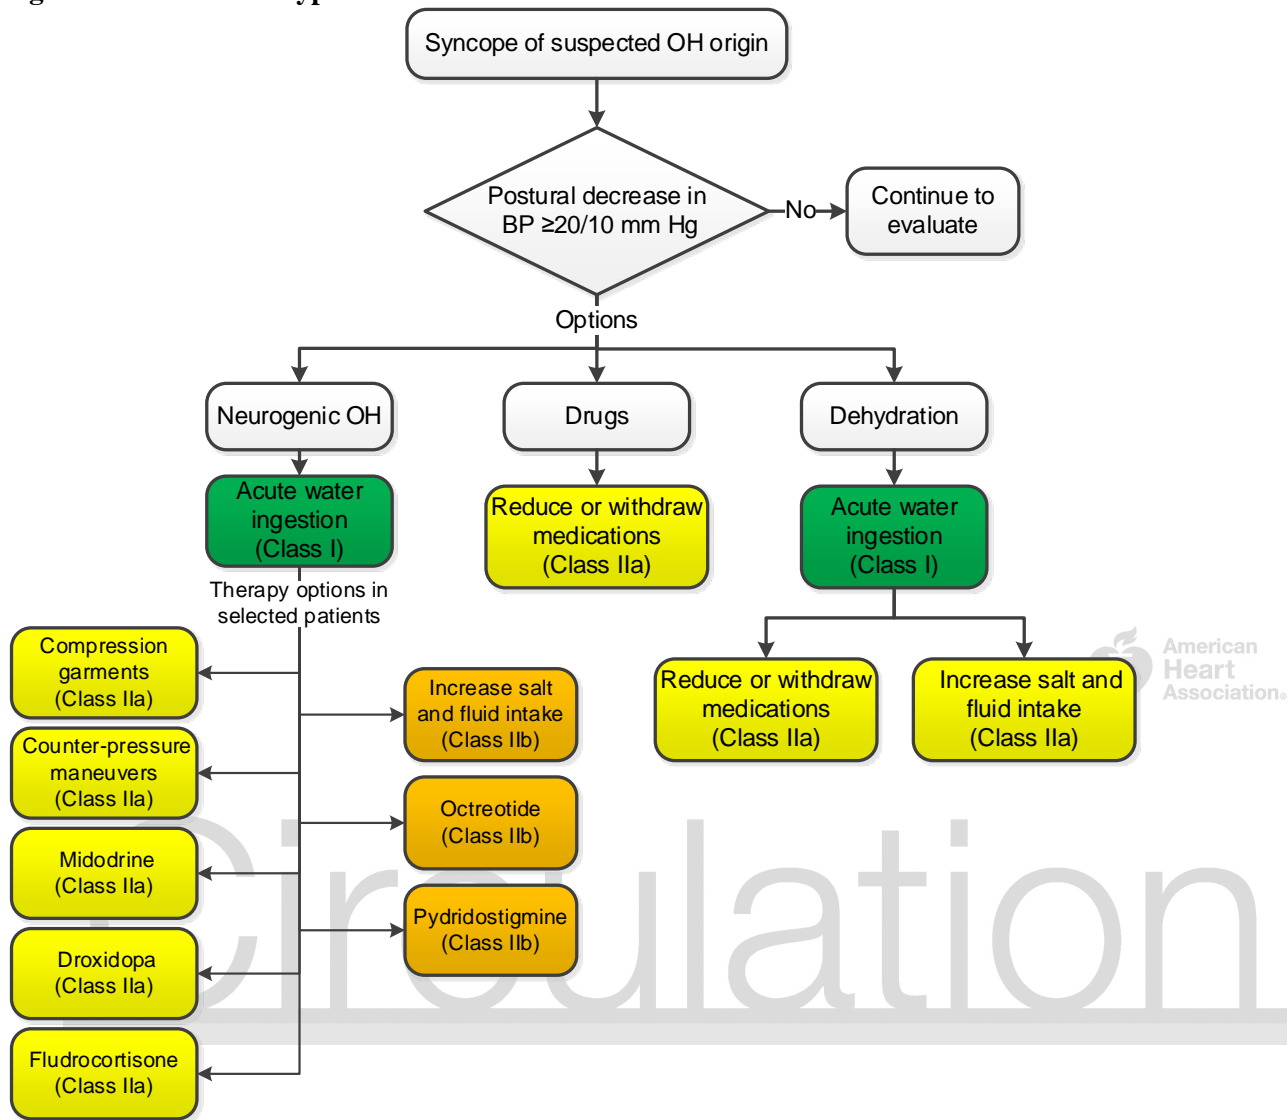 Syncope of suspected OH origin
Postural decrease in
BP ≥20/10 mm Hg
No
Continue to
evaluate
Options
Neurogenic OH
Drugs
Dehydration
Acute water
ingestion
(Class I)
Reduce or withdraw
medications
(Class IIa)
Acute water
ingestion
(Class I)
Therapy options in
selected patients
Compression
garments
(Class IIa)
Counter-pressure
maneuvers
(Class IIa)
Midodrine
(Class IIa)
Droxidopa
(Class IIa)
Fludrocortisone
(Class IIa)
Increase salt
and fluid intake
(Class IIb)
Octreotide
(Class IIb)
Pydridostigmine
(Class IIb)
Reduce or withdraw
medications
(Class IIa)
Increase salt and
fluid intake
(Class IIa)
American
Heart
Association®
Circulation